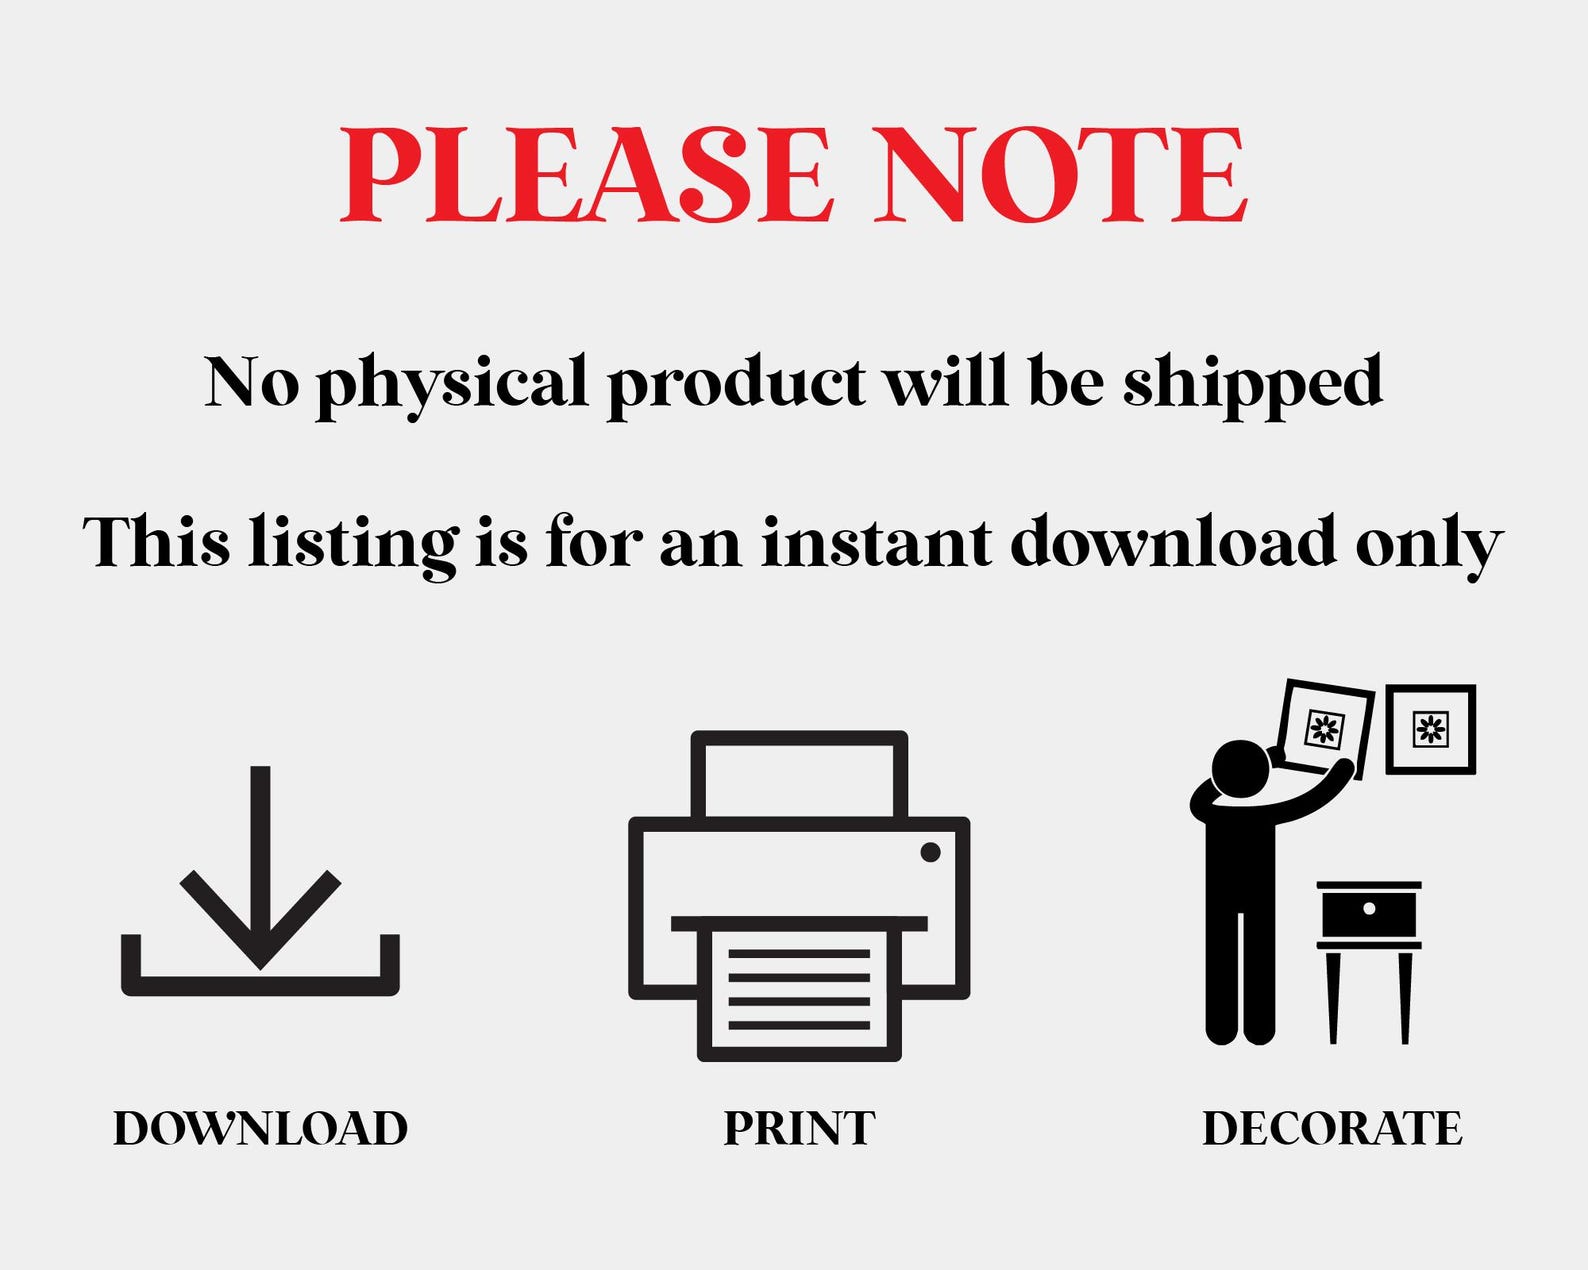 PLEASE NOTE
No physical product will be shipped
This listing is for an instant download only
DOWNLOAD
PRINT
DECORATE